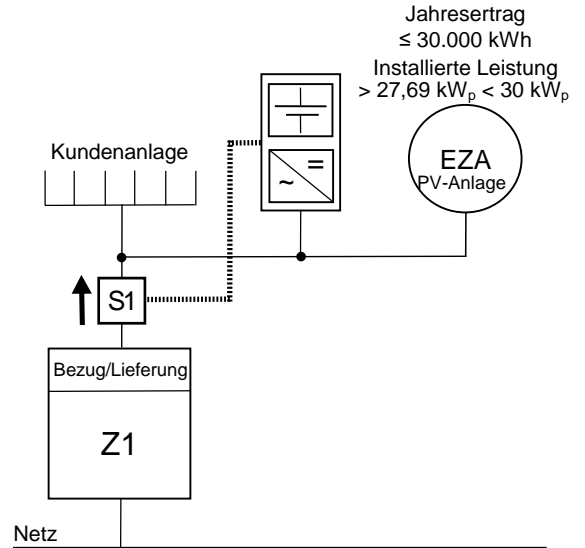 Jahresertrag
≤ 30.000 kWh
Installierte Leistung
> 27,69 kWp < 30 kWp
Kundenanlage
EZA
PV-Anlage
=
~
S1
Bezug/Lieferung
Z1
Netz